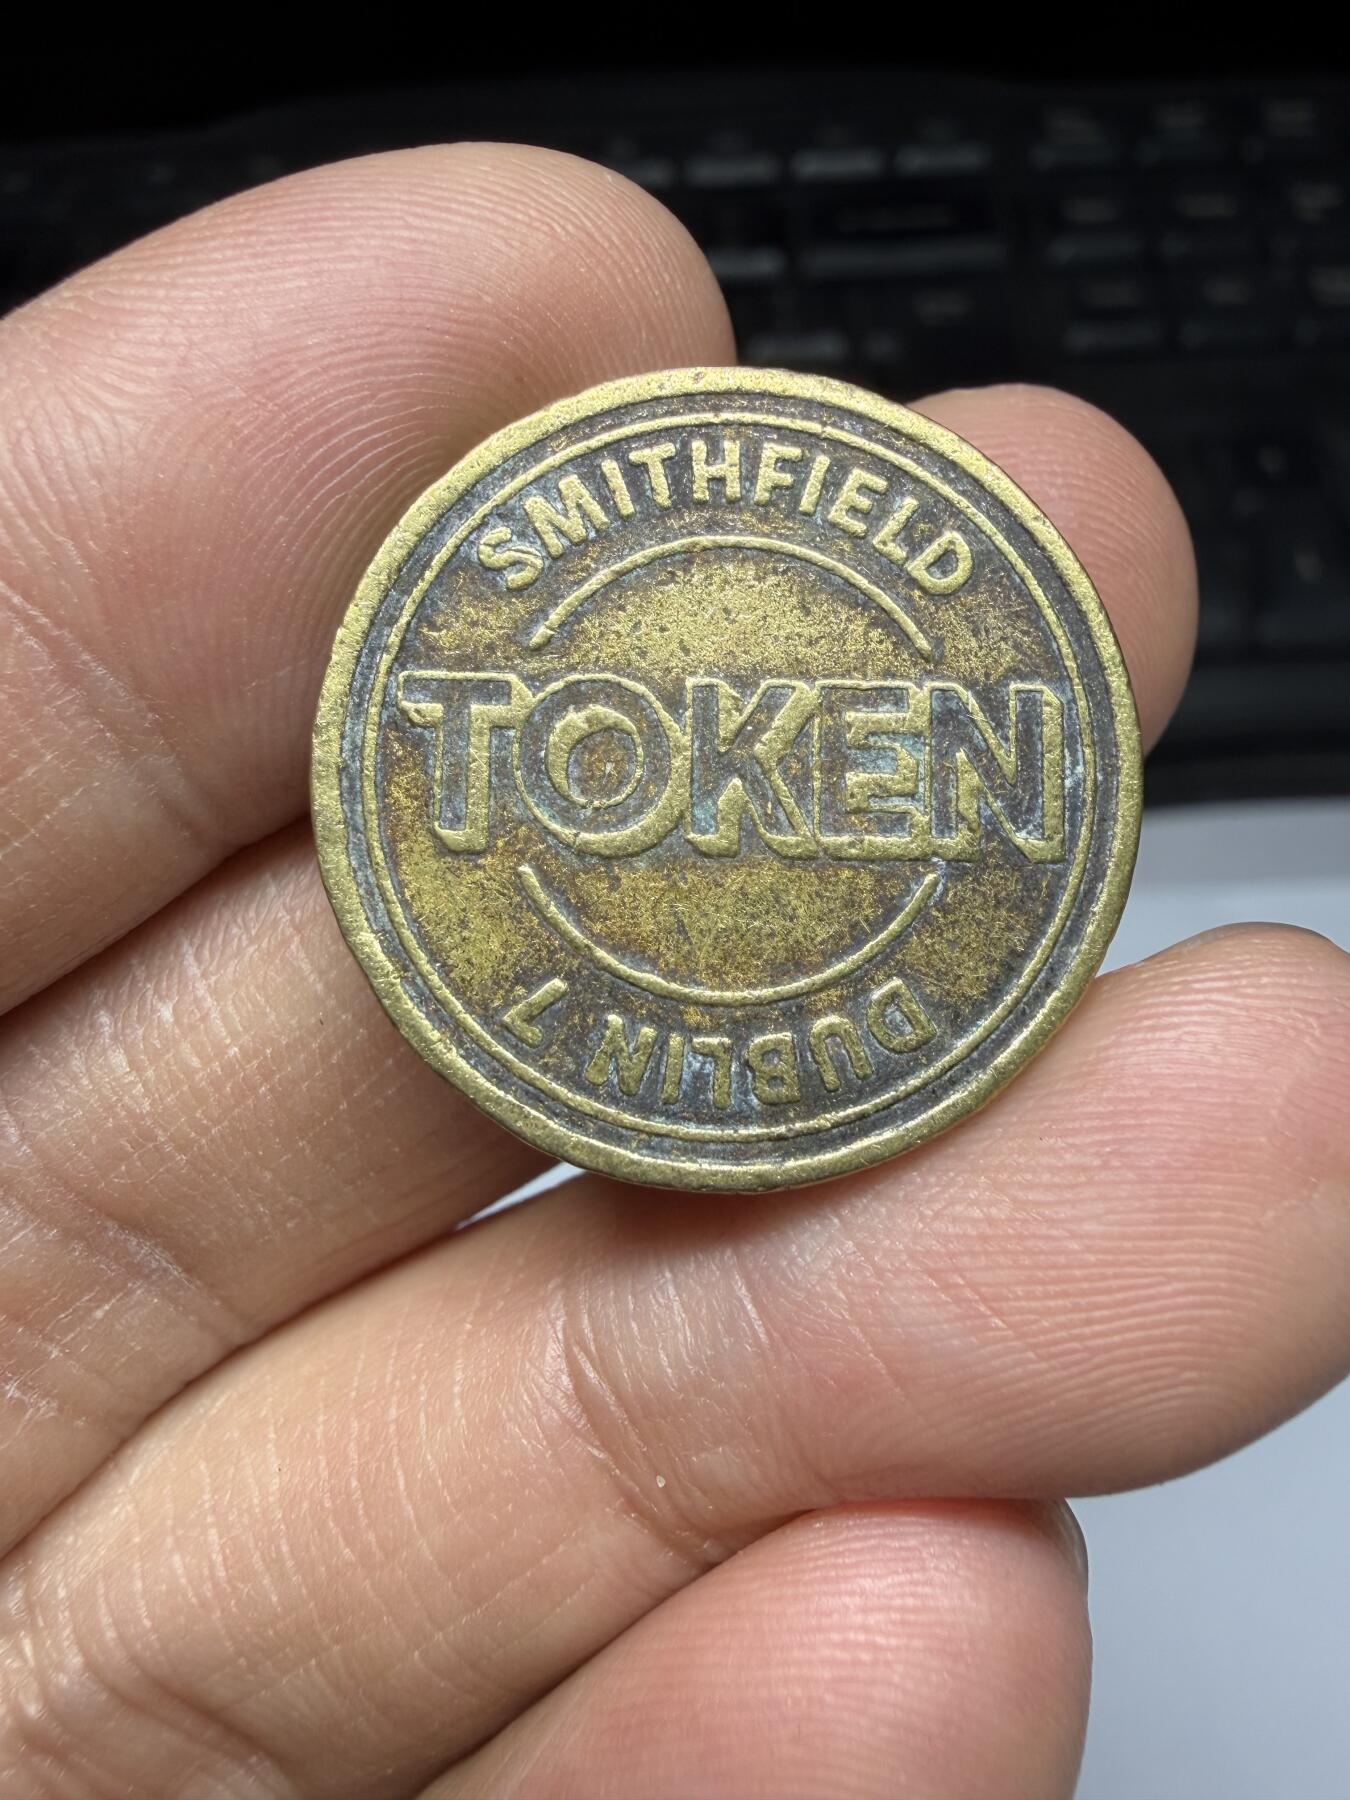 SMITHFIELD
TOKEN
DUBLIN 7